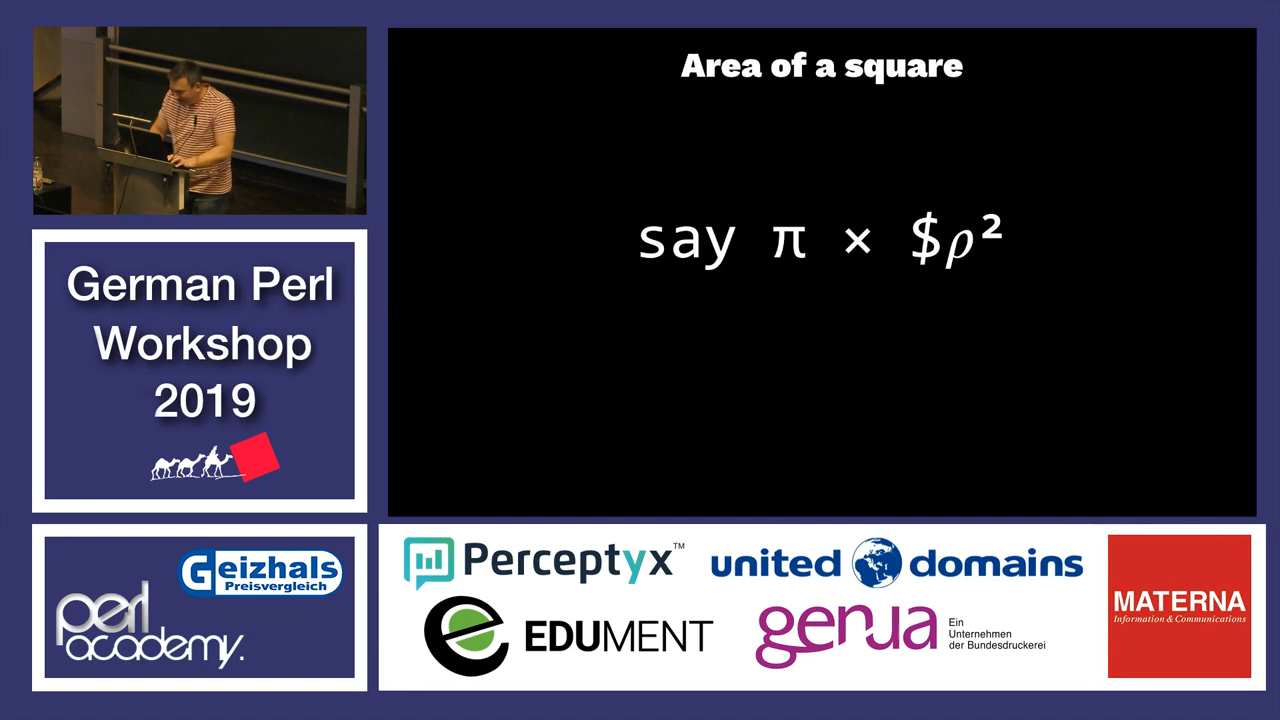 Area of a square
say π × $ρ²
German Perl
Workshop
2019
Geizhals
Preisvergleich
perl
academy.
Perceptyx™
united domains
EDUMENT
genua
Ein
Unternehmen
der Bundesdruckerei
MATERNA
Information & Communications